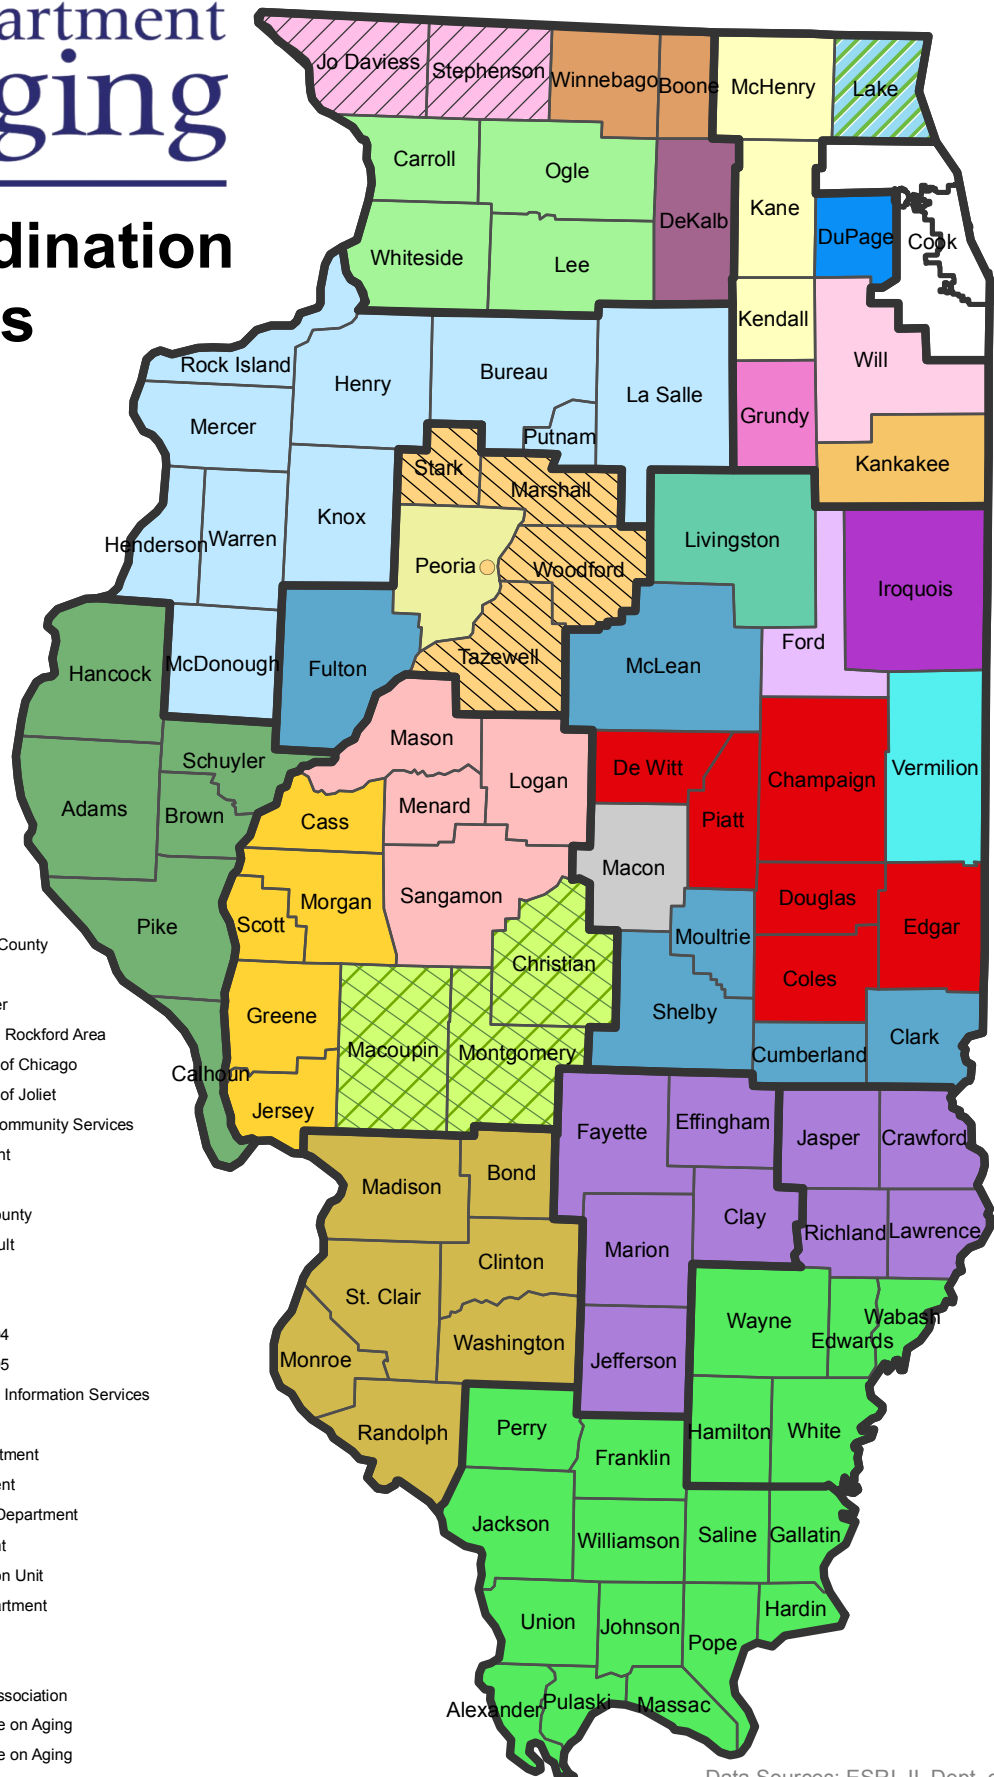 artment
ging
dination
s
Jo Daviess
Stephenson
Winnebago
Boone
McHenry
Lake
Carroll
Ogle
DeKalb
Kane
DuPage
Cook
Whiteside
Lee
Kendall
Will
Rock Island
Henry
Bureau
La Salle
Grundy
Mercer
Putnam
Kankakee
Stark
Marshall
Knox
Henderson
Warren
Peoria
Woodford
Livingston
Iroquois
Ford
Hancock
McDonough
Fulton
Tazewell
McLean
Mason
Schuyler
Logan
De Witt
Champaign
Vermilion
Adams
Brown
Cass
Menard
Piatt
Macon
Morgan
Sangamon
Scott
Douglas
Pike
Edgar
Moultrie
Christian
Coles
Greene
Shelby
Macoupin
Montgomery
Clark
Cumberland
Calhoun
Jersey
Fayette
Effingham
Jasper
Crawford
Madison
Bond
Clay
Richland
Lawrence
Marion
Clinton
St. Clair
Wayne
Wabash
Edwards
Washington
Monroe
Jefferson
Randolph
Perry
Franklin
Hamilton
White
Jackson
Williamson
Saline
Gallatin
Union
Johnson
Hardin
Pope
Alexander
Pulaski
Massac
County
er
Rockford Area
of Chicago
of Joliet
ommunity Services
nt
ounty
ult
4
5
Information Services
tment
ent
Department
t
n Unit
artment
ssociation
e on Aging
e on Aging